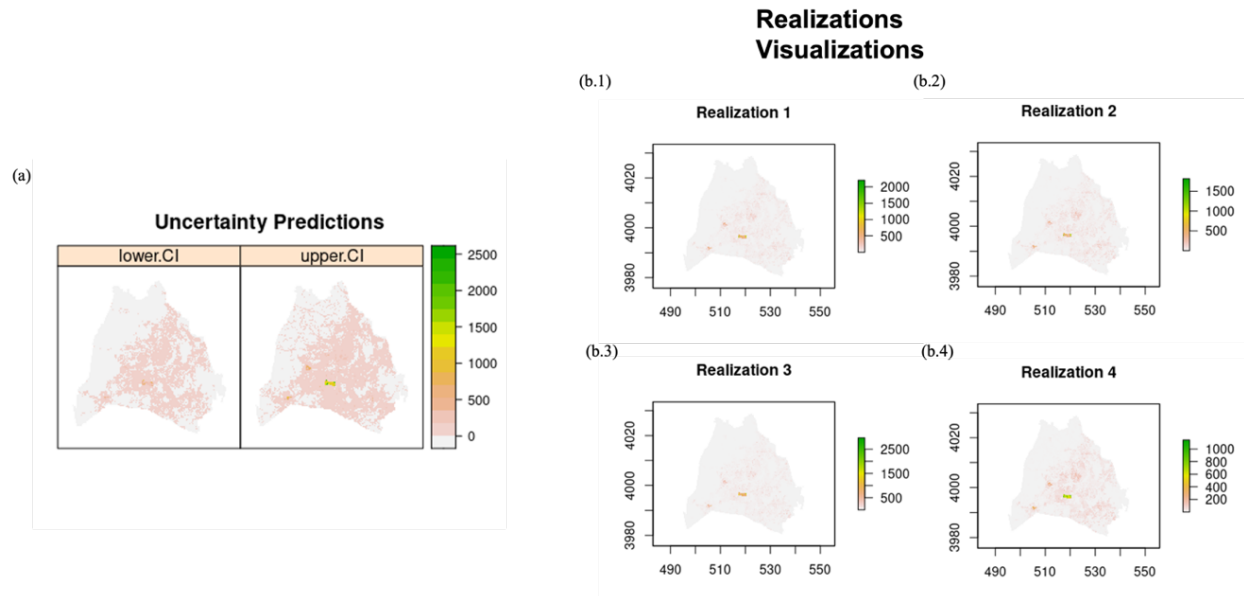 Realizations
Visualizations
(a)
Uncertainty Predictions
lower.CI upper.CI
2500
2000
1500
1000
500
0
(b.1)
Realization 1
4020
4000
3980
490 510 530 550
2000
1500
1000
500
(b.2)
Realization 2
4020
4000
3980
490 510 530 550
1500
1000
500
(b.3)
Realization 3
4020
4000
3980
490 510 530 550
2500
1500
500
(b.4)
Realization 4
4020
4000
3980
490 510 530 550
1000
800
600
400
200